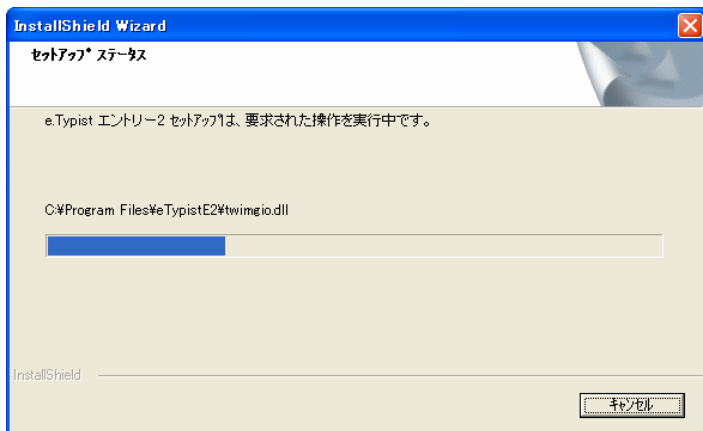 InstallShield Wizard
セットアップ ステータス
e.Typist エントリー2 セットアップは、要求された操作を実行中です。
C:¥Program Files¥eTypistE2¥twimgio.dll
InstallShield
キャンセル